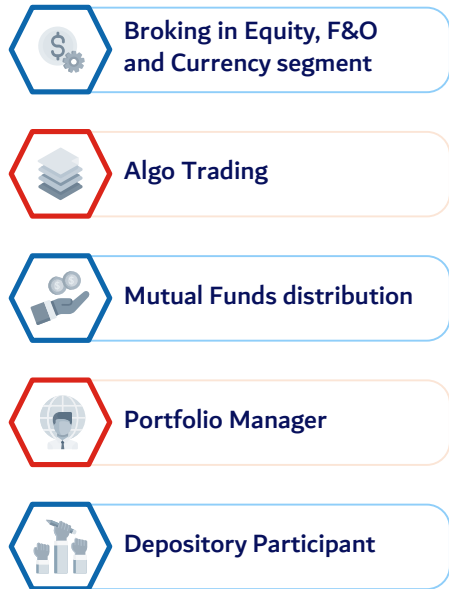 Broking in Equity, F&O
and Currency segment
Algo Trading
Mutual Funds distribution
Portfolio Manager
Depository Participant